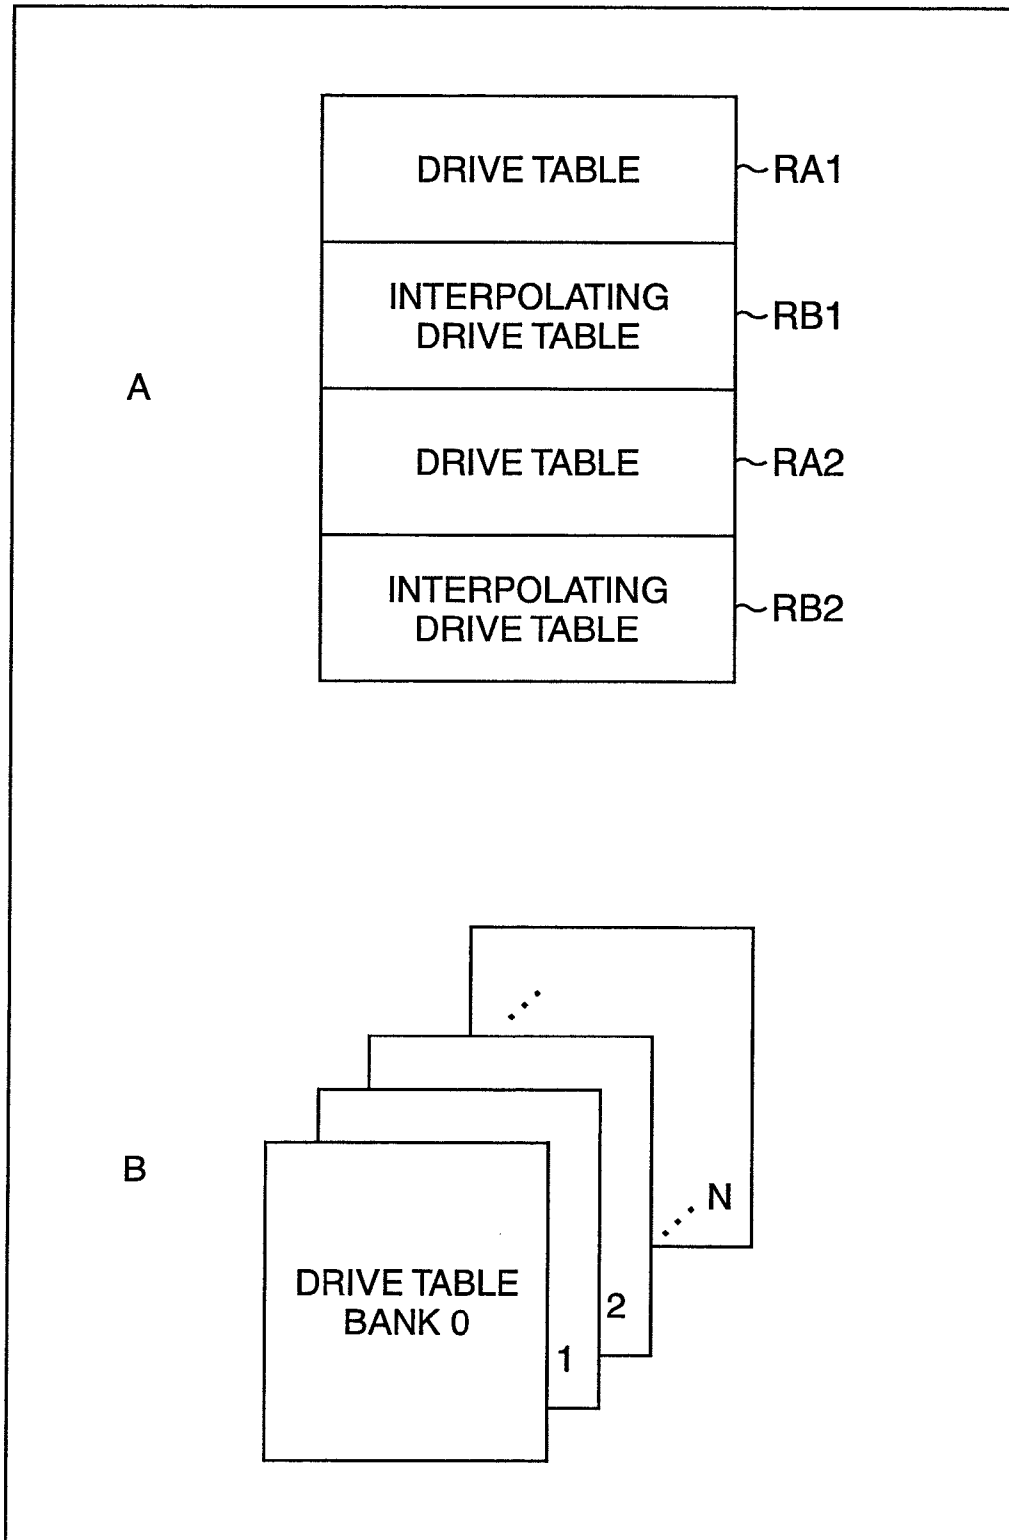 DRIVE TABLE
RA1
INTERPOLATING
DRIVE TABLE
RB1
A
DRIVE TABLE
RA2
INTERPOLATING
DRIVE TABLE
RB2
B
N
DRIVE TABLE
BANK 0
2
1